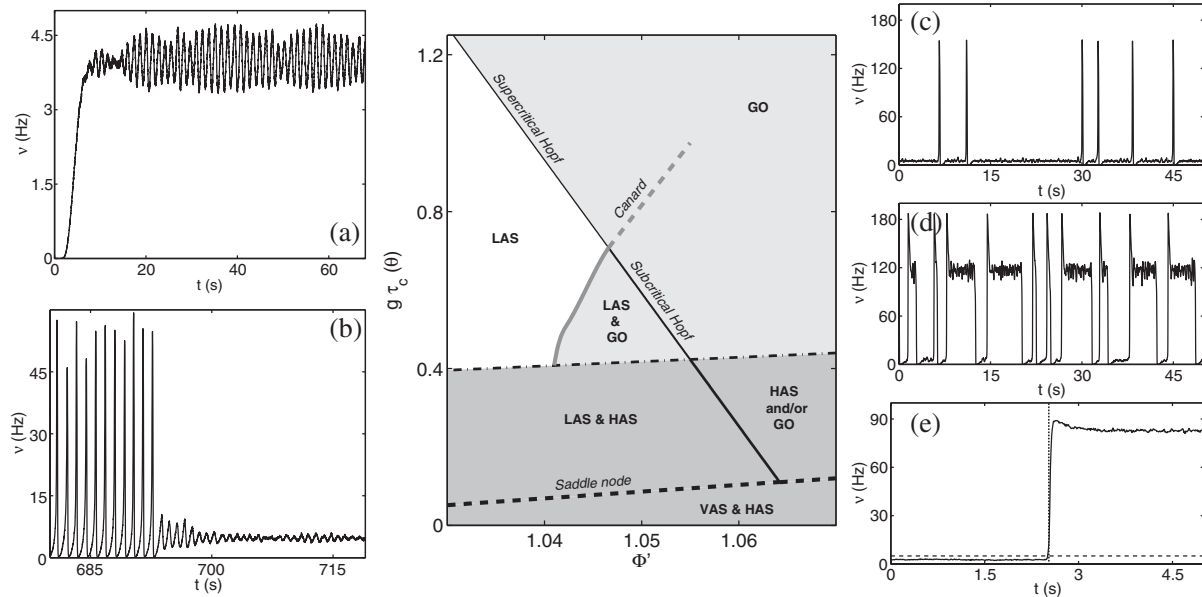 4.5
3
1.5
0
ν (Hz)
0
20
40
60
t (s)
(a)
45
30
15
0
ν (Hz)
685
700
715
t (s)
(b)
1.2
0.8
0.4
0
g τc (θ)
1.04
1.05
1.06
Φ'
Supercritical Hopf
GO
Canard
LAS
Subcritical Hopf
LAS
&
GO
LAS & HAS
HAS
and/or
GO
Saddle node
VAS & HAS
(c)
180
120
60
0
ν (Hz)
0
15
30
45
t (s)
(d)
180
120
60
0
ν (Hz)
0
15
30
45
t (s)
(e)
90
60
30
0
ν (Hz)
0
1.5
3
4.5
t (s)